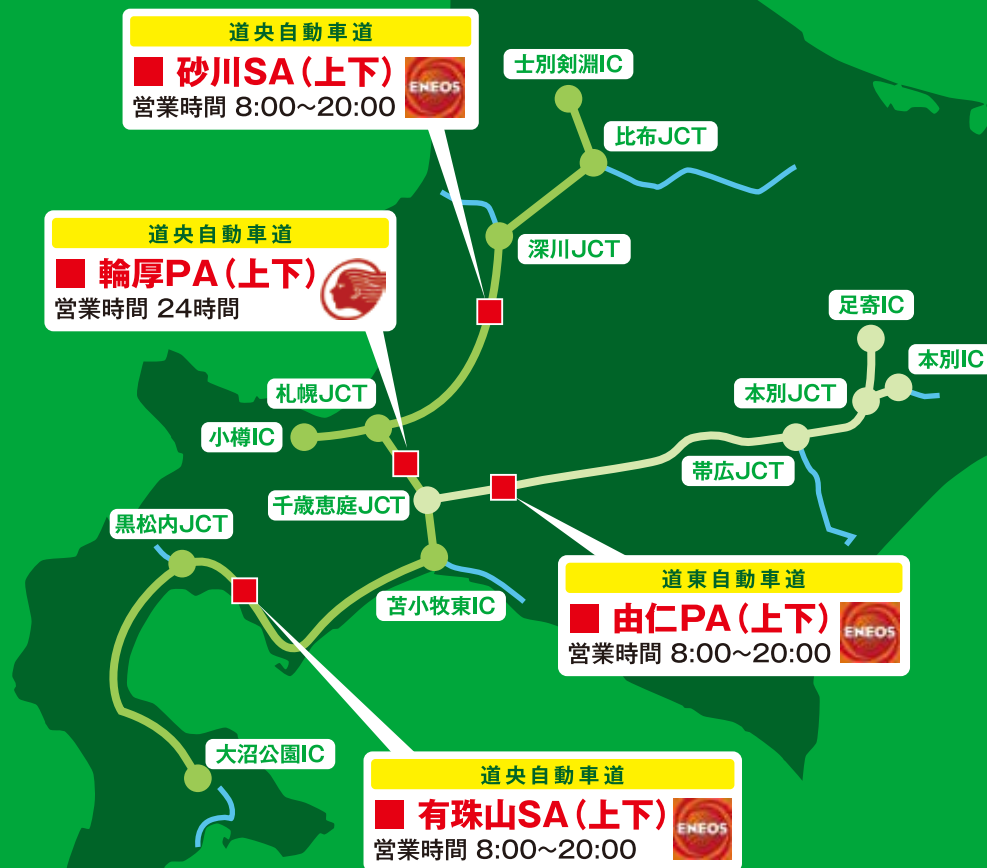 道央自動車道
■ 砂川SA(上下)
営業時間 8:00〜20:00
ENEOS
士別剣淵IC
比布JCT
深川JCT
道央自動車道
■ 輪厚PA(上下)
営業時間 24時間
足寄IC
本別IC
本別JCT
帯広JCT
札幌JCT
小樽IC
千歳恵庭JCT
黒松内JCT
苫小牧東IC
道東自動車道
■ 由仁PA(上下)
営業時間 8:00〜20:00
ENEOS
大沼公園IC
道央自動車道
■ 有珠山SA(上下)
営業時間 8:00〜20:00
ENEOS